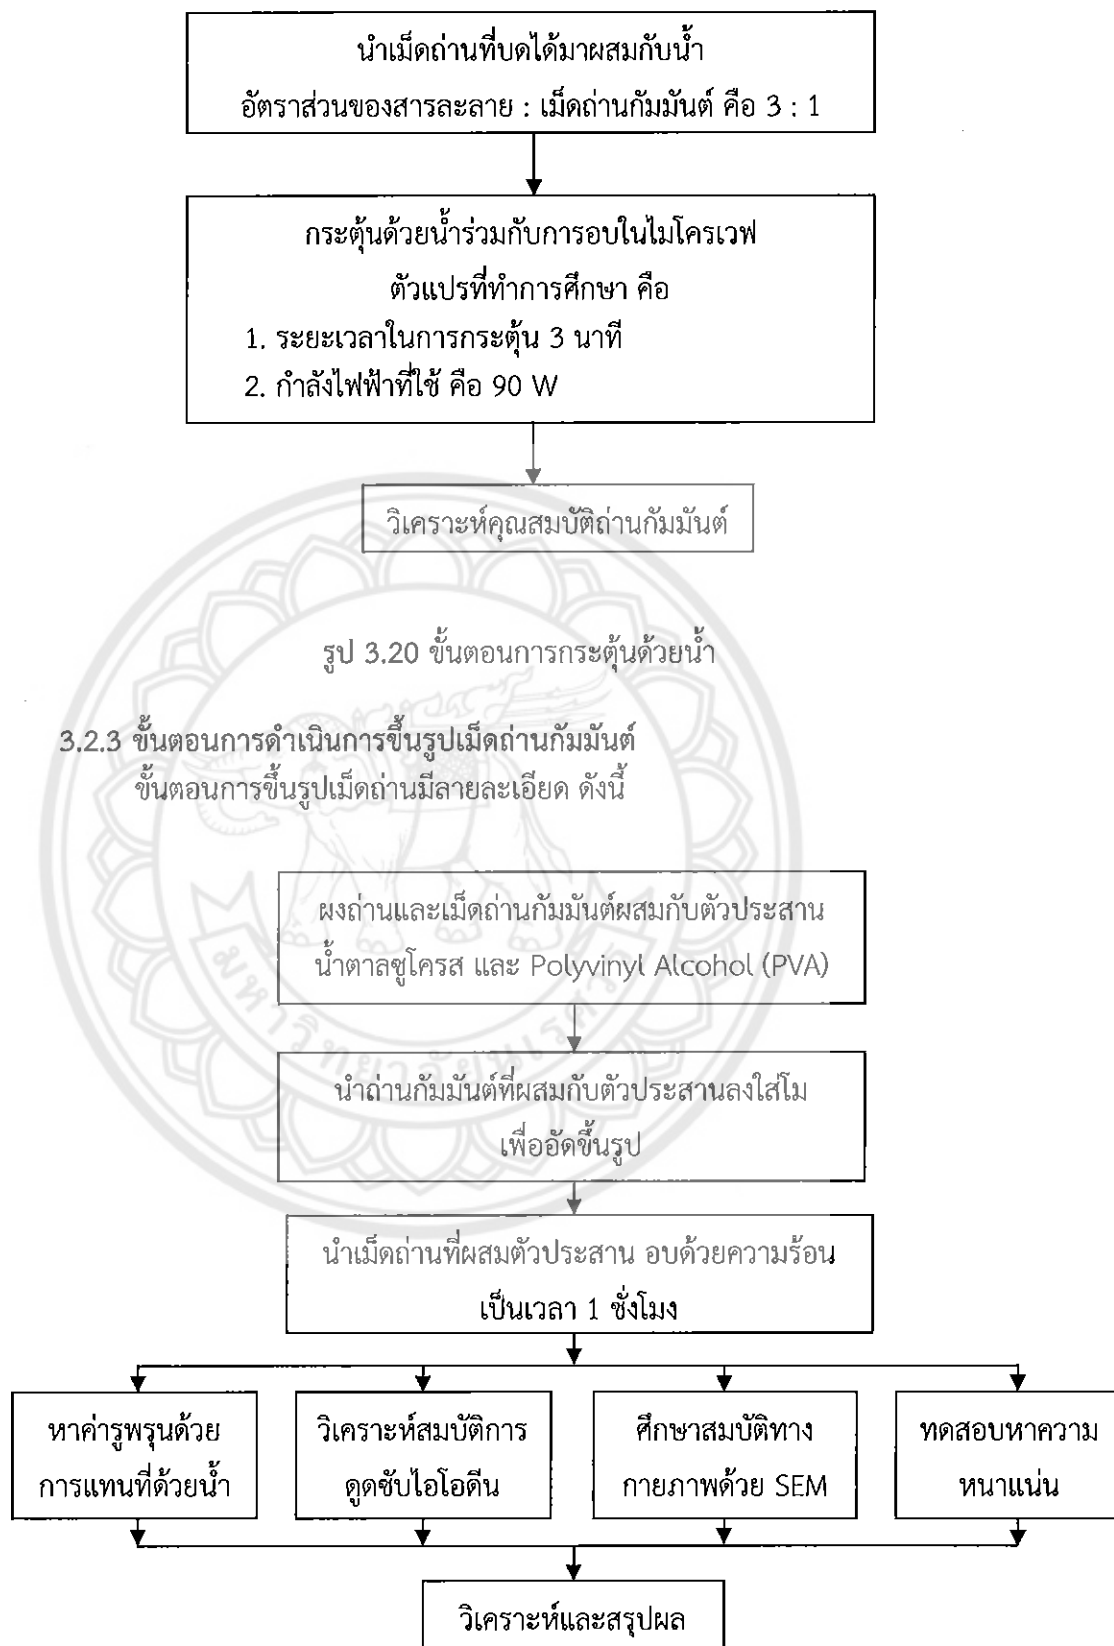 นำเม็ดถ่านที่บดได้มาผสมกับน้ำ
อัตราส่วนของสารละลาย : เม็ดถ่านกัมมันต์ คือ 3 : 1
กระตุ้นด้วยน้ำร่วมกับการอบในไมโครเวฟ
ตัวแปรที่ทำการศึกษา คือ
1. ระยะเวลาในการกระตุ้น 3 นาที
2. กำลังไฟฟ้าที่ใช้ คือ 90 W
วิเคราะห์คุณสมบัติถ่านกัมมันต์
รูป 3.20 ขั้นตอนการกระตุ้นด้วยน้ำ
3.2.3 ขั้นตอนการดำเนินการขึ้นรูปเม็ดถ่านกัมมันต์
ขั้นตอนการขึ้นรูปเม็ดถ่านมีลายละเอียด ดังนี้
ผงถ่านและเม็ดถ่านกัมมันต์ผสมกับตัวประสาน
น้ำตาลซูโครส และ Polyvinyl Alcohol (PVA)
มหาวิทยาลัยนเรศวร
นำถ่านกัมมันต์ที่ผสมกับตัวประสานลงใส่โม
เพื่ออัดขึ้นรูป
นำเม็ดถ่านที่ผสมตัวประสาน อบด้วยความร้อน
เป็นเวลา 1 ชั่งโมง
หาค่ารูพรุนด้วย
การแทนที่ด้วยน้ำ
วิเคราะห์สมบัติการ
ดูดซับไอโอดีน
ศึกษาสมบัติทาง
กายภาพด้วย SEM
ทดสอบหาความ
หนาแน่น
วิเคราะห์และสรุปผล